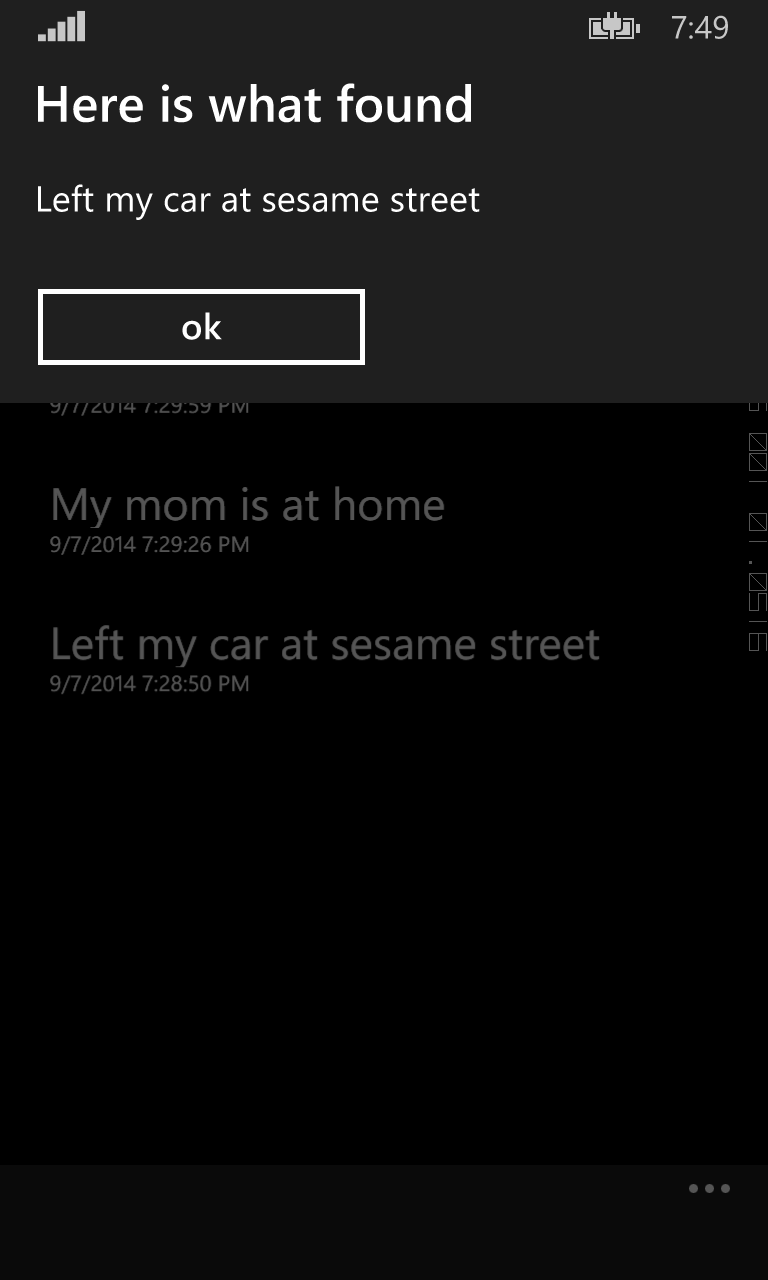 7:49
Here is what found
Left my car at sesame street
ok
9/7/2014 7:29:59 PM
My mom is at home
9/7/2014 7:29:26 PM
Left my car at sesame street
9/7/2014 7:28:50 PM